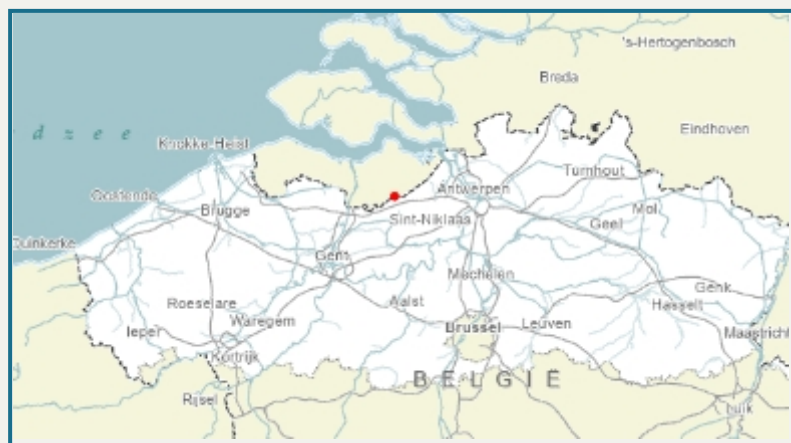 's-Hertogenbosch
Breda
d z e e
Eindhoven
Knokke-Heist
Turnhout
Antwerpen
Oostende
Brugge
Sint-Niklaas
Mol
Geel
Duinkerke
Gent
Mechelen
Genk
Roeselare
Aalst
Hasselt
Waregem
Brussel
Leuven
Ieper
Maastricht
Kortrijk
BELGIË
Rijsel
Luik